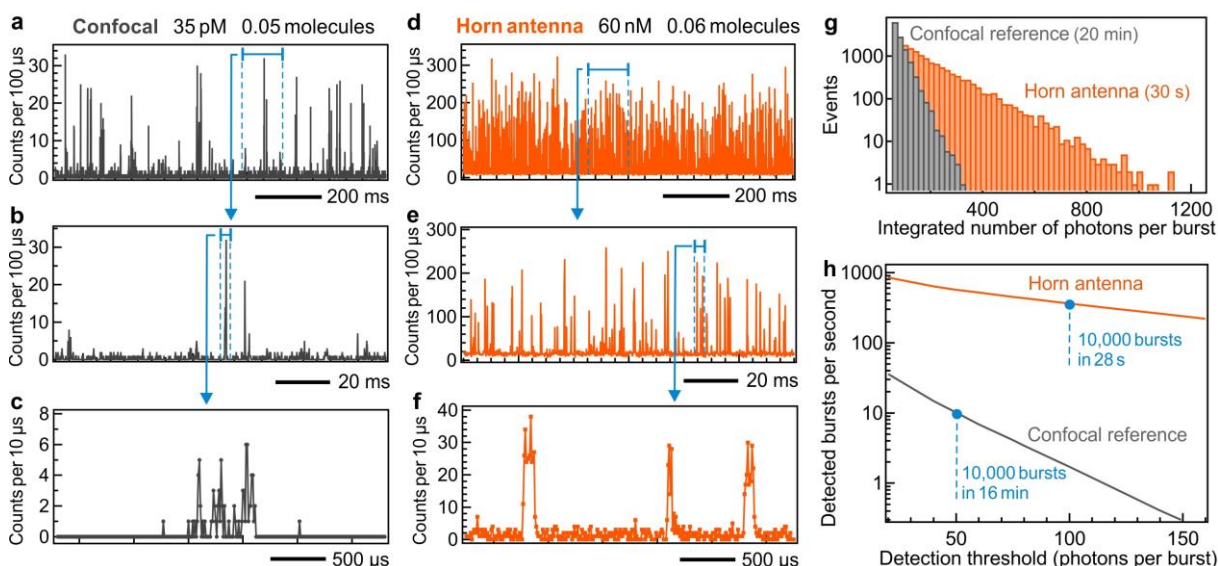 a Confocal 35 pM 0.05 molecules
Counts per 100 µs
30
20
10
0
200 ms
b
Counts per 100 µs
30
20
10
0
20 ms
c
Counts per 10 µs
8
6
4
2
0
500 µs
d Horn antenna 60 nM 0.06 molecules
Counts per 100 µs
300
200
100
0
200 ms
e
Counts per 100 µs
300
200
100
0
20 ms
f
Counts per 10 µs
40
30
20
10
0
500 µs
g
Events
1000
100
10
1
Confocal reference (20 min)
Horn antenna (30 s)
400 800 1200
Integrated number of photons per burst
h
Detected bursts per second
1000
100
10
1
Horn antenna
10,000 bursts
in 28 s
Confocal reference
10,000 bursts
in 16 min
50 100 150
Detection threshold (photons per burst)